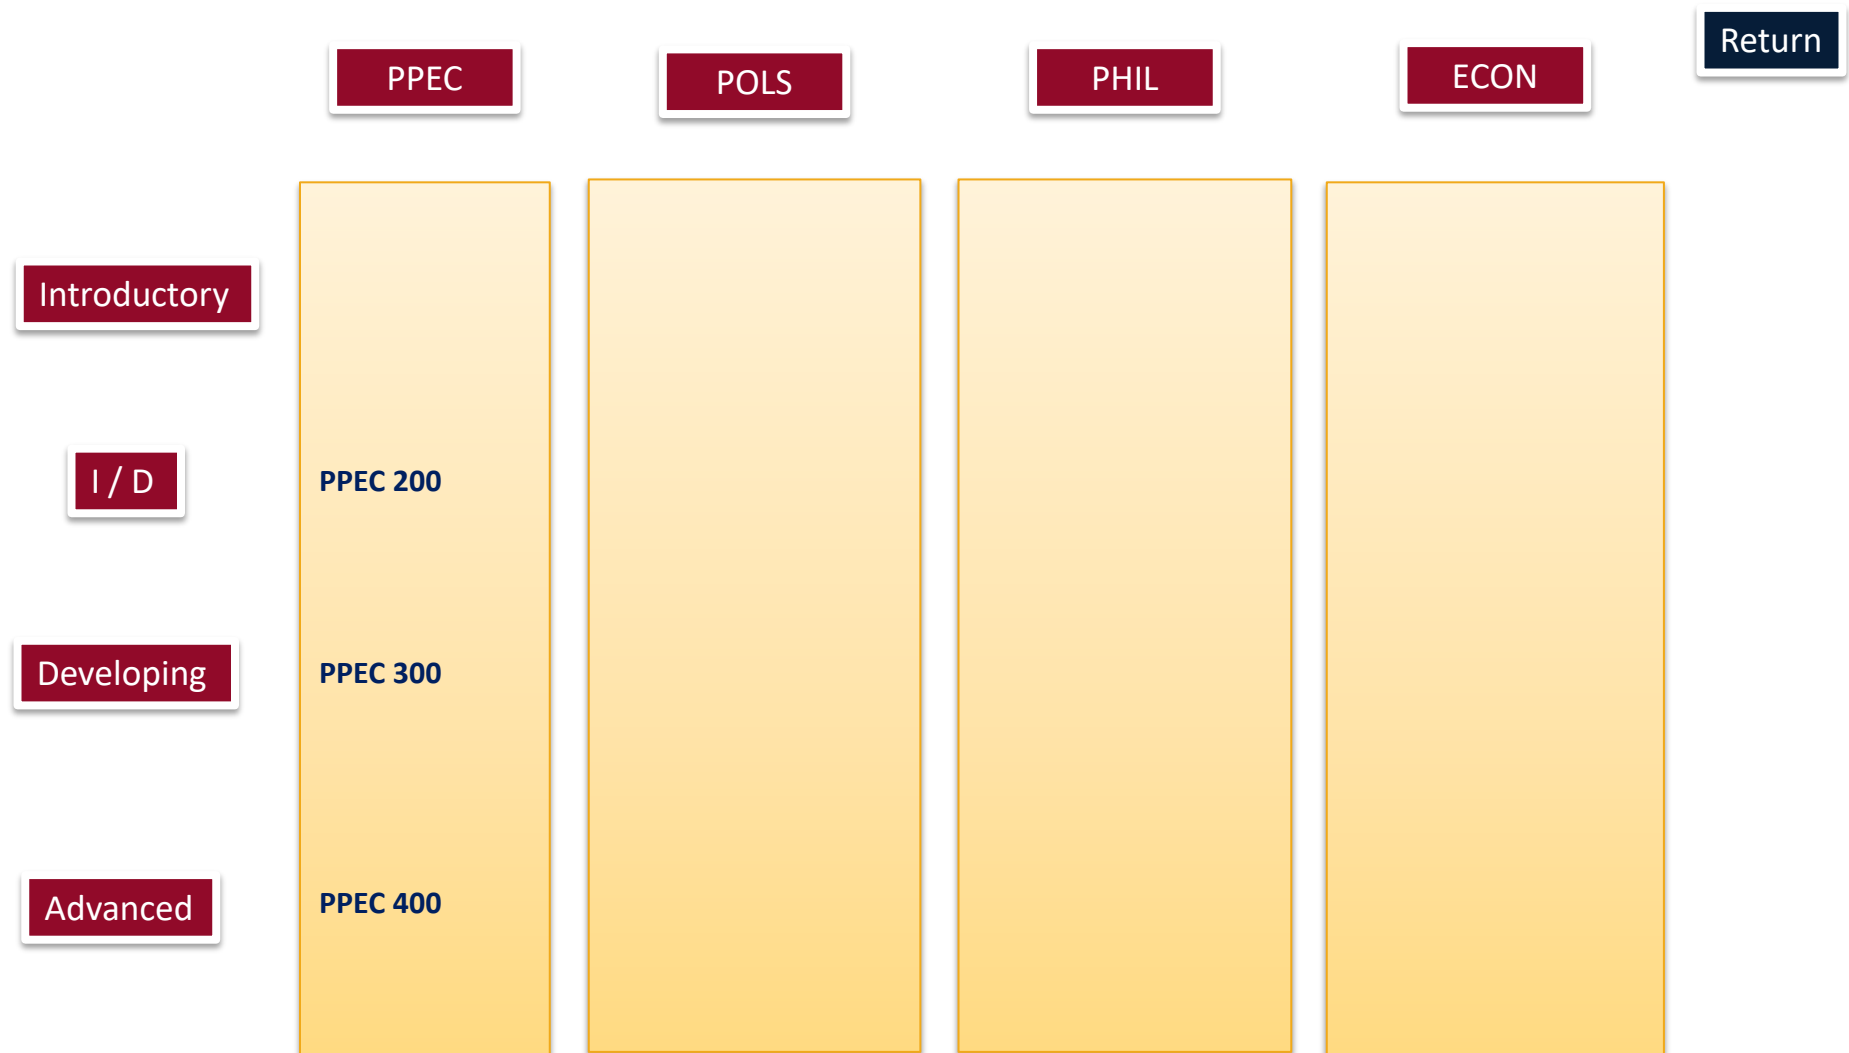 Return
PPEC
POLS
PHIL
ECON
Introductory
I / D
PPEC 200
Developing
PPEC 300
Advanced
PPEC 400